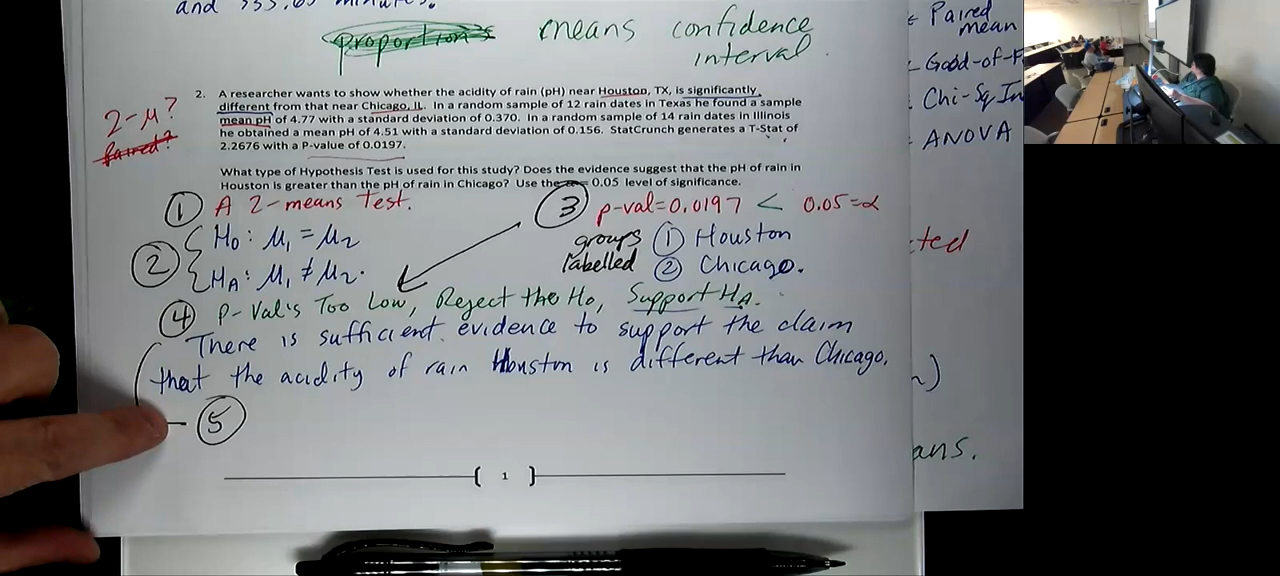 and 535.65 minutes.
proportions means confidence
interval
2. A researcher wants to show whether the acidity of rain (pH) near Houston, TX, is significantly
different from that near Chicago, IL. In a random sample of 12 rain dates in Texas he found a sample
mean pH of 4.77 with a standard deviation of 0.370. In a random sample of 14 rain dates in Illinois
he obtained a mean pH of 4.51 with a standard deviation of 0.156. StatCrunch generates a T-Stat of
2.2676 with a P-value of 0.0197.
2-μ?
Paired?
What type of Hypothesis Test is used for this study? Does the evidence suggest that the pH of rain in
Houston is greater than the pH of rain in Chicago? Use the = 0.05 level of significance.
① A 2-means Test.
② { H0: μ1 = μ2
HA: μ1 ≠ μ2.
③ p-val=0.0197 < 0.05=α
groups ① Houston
labelled ② Chicago.
④ P-Val's Too Low, Reject the Ho, Support HA.
There is sufficient evidence to support the claim
that the acidity of rain Houston is different than Chicago.
- ⑤
{ 1 }
Paired
mean
Good-of-F
Chi-Sq In
ANOVA
cted
n)
ans.